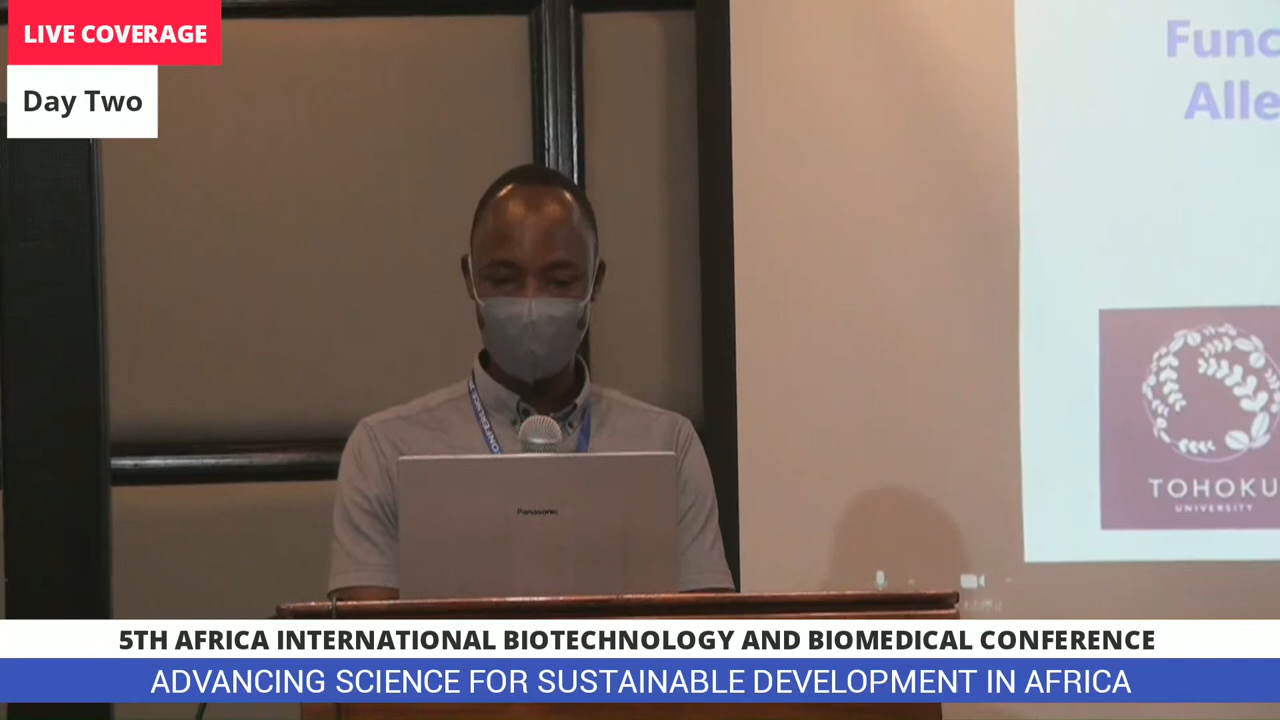 LIVE COVERAGE
Day Two
Func
Alle
TOHOKU
UNIVERSITY
CONFERENCE
Panasonic
5TH AFRICA INTERNATIONAL BIOTECHNOLOGY AND BIOMEDICAL CONFERENCE
ADVANCING SCIENCE FOR SUSTAINABLE DEVELOPMENT IN AFRICA